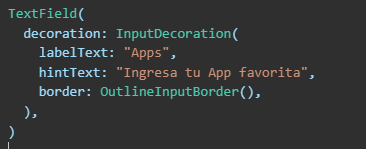 TextField(
  decoration: InputDecoration(
    labelText: "Apps",
    hintText: "Ingresa tu App favorita",
    border: OutlineInputBorder(),
  ),
)